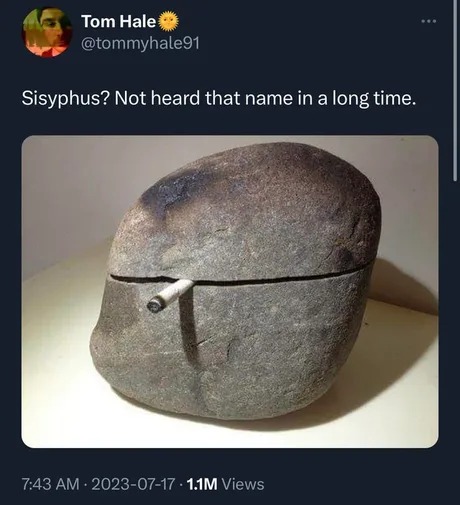 Tom Hale🌞
@tommyhale91
Sisyphus? Not heard that name in a long time.
7:43 AM · 2023-07-17 · 1.1M Views